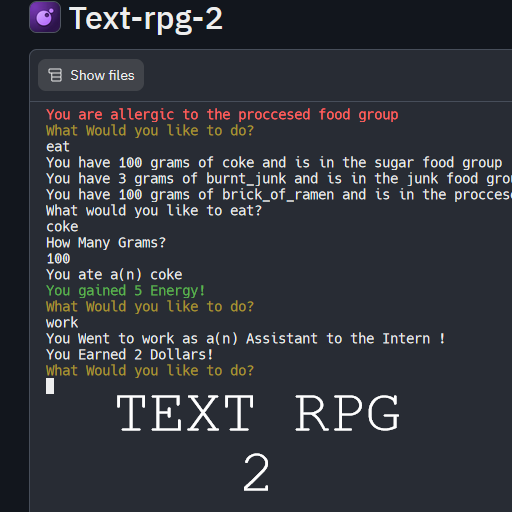 Text-rpg-2
Show files
You are allergic to the proccesed food group
What Would you like to do?
eat
You have 100 grams of coke and is in the sugar food group
You have 3 grams of burnt_junk and is in the junk food grou
You have 100 grams of brick_of_ramen and is in the procces
What would you like to eat?
coke
How Many Grams?
100
You ate a(n) coke
You gained 5 Energy!
What Would you like to do?
work
You Went to work as a(n) Assistant to the Intern !
You Earned 2 Dollars!
What Would you like to do?
TEXT RPG
2